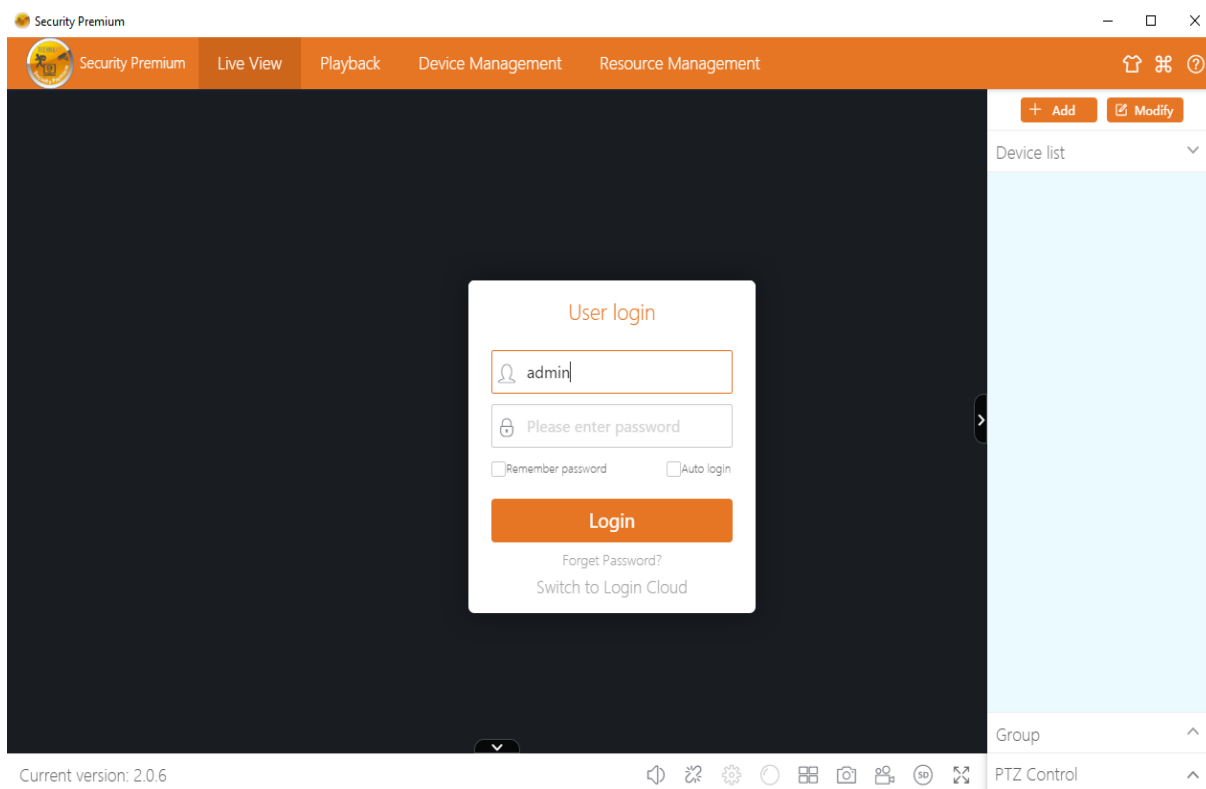 Security Premium
Security Premium Live View Playback Device Management Resource Management
+ Add Modify
Device list
User login
admin
Please enter password
Remember password Auto login
Login
Forget Password?
Switch to Login Cloud
Group
Current version: 2.0.6 SD PTZ Control